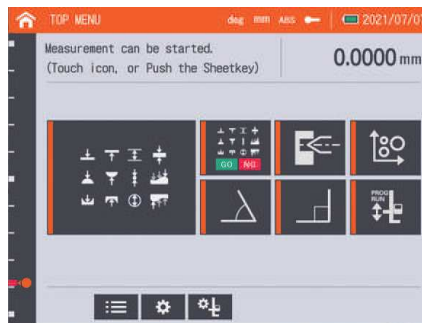 TOP MENU deg mm ABS 2021/07/0
Measurement can be started.
(Touch icon, or Push the Sheetkey)
0.0000 mm
GO NG
PROG
RUN